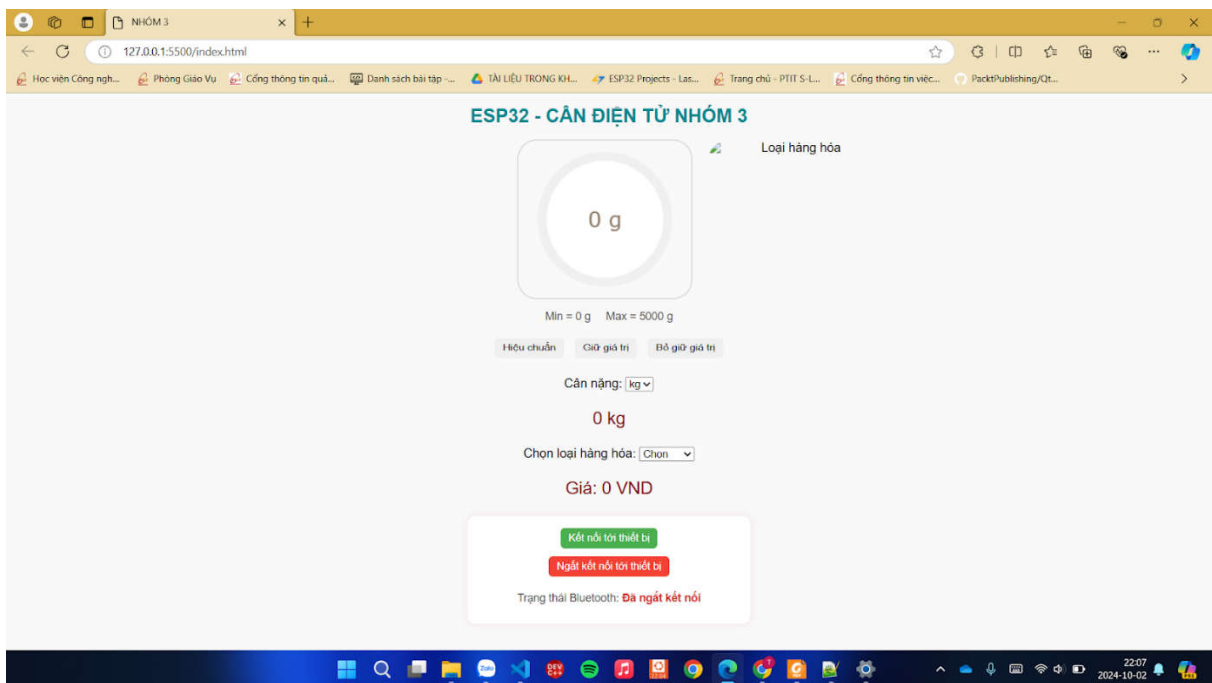 NHÓM 3
127.0.0.1:5500/index.html
Học viện Công ngh... Phòng Giáo Vụ Cổng thông tin quả... Danh sách bài tập -... TÀI LIỆU TRONG KH... ESP32 Projects - Las... Trang chủ - PTIT S-L... Cổng thông tin việc... PacktPublishing/Qt...
ESP32 - CÂN ĐIỆN TỬ NHÓM 3
Loại hàng hóa
0 g
Min = 0 g Max = 5000 g
Hiệu chuẩn Giữ giá trị Bỏ giữ giá trị
Cân nặng: kg
0 kg
Chọn loại hàng hóa: Chọn
Giá: 0 VND
Kết nối tới thiết bị
Ngắt kết nối tới thiết bị
Trạng thái Bluetooth: Đã ngắt kết nối
Zalo DEV C++
22:07
2024-10-02